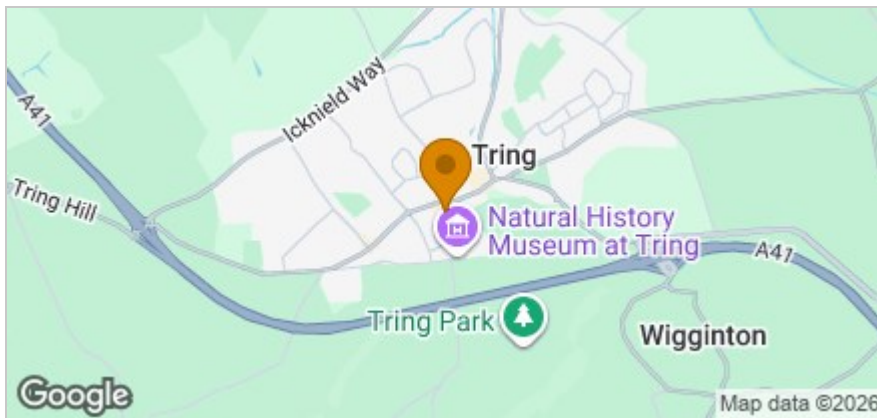 A41
Icknield Way
Tring
Tring Hill
Natural History
Museum at Tring
A41
Tring Park
Wigginton
Google
Map data ©2026